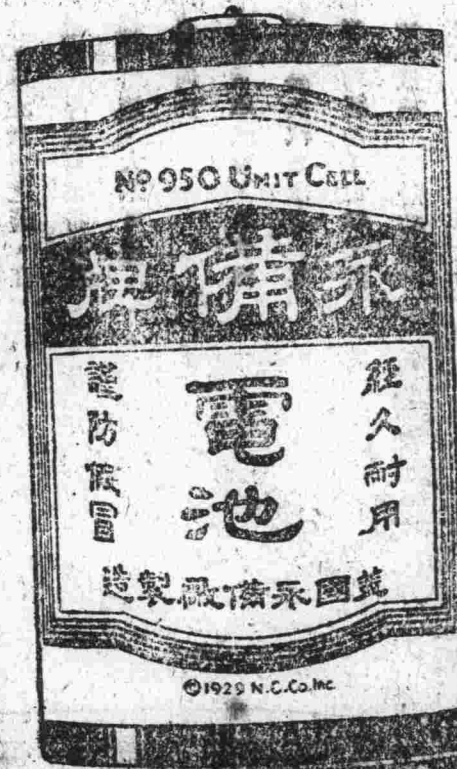 Nº 950 UNIT CELL
永備牌
經久耐用
電池
謹防假冒
美國永備廠製造
©1929 N.C.Co.Inc.